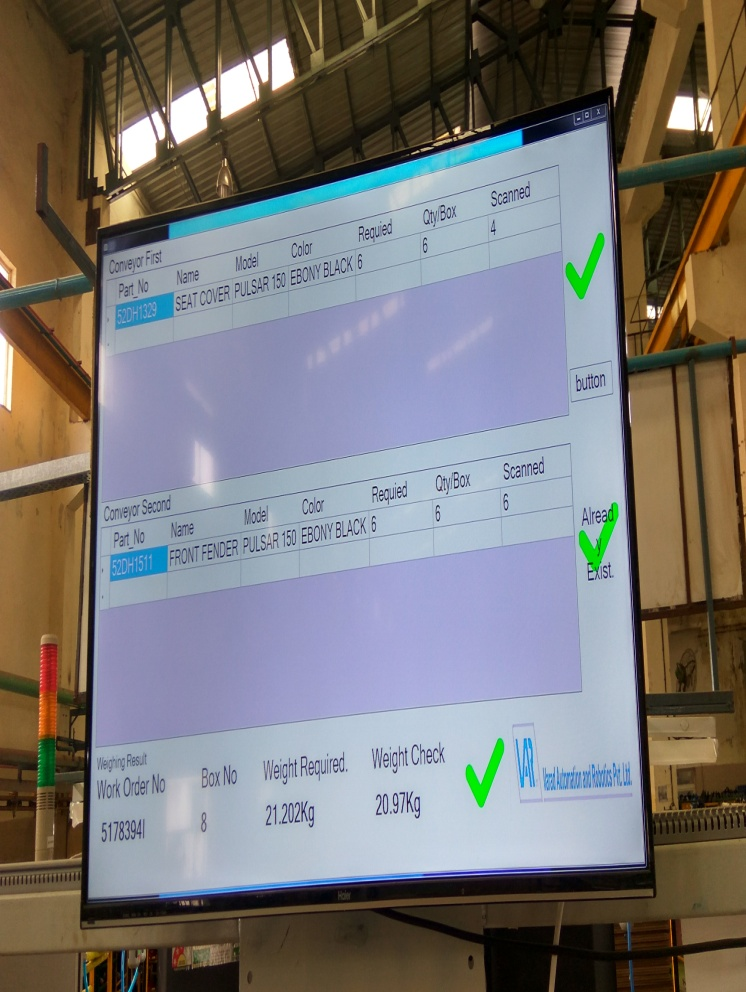 Conveyor First
Part_No Name Model Color Requied Qty/Box Scanned
52DH1329 SEAT COVER PULSAR 150 EBONY BLACK 6 6 4
button
Conveyor Second
Part_No Name Model Color Requied Qty/Box Scanned
52DH1511 FRONT FENDER PULSAR 150 EBONY BLACK 6 6 6
Alread
y
Exist.
Weighing Result
Work Order No Box No Weight Required. Weight Check
5178394I 8 21.202Kg 20.97Kg
VAR Varad Automation and Robotics Pvt. Ltd.
Haier